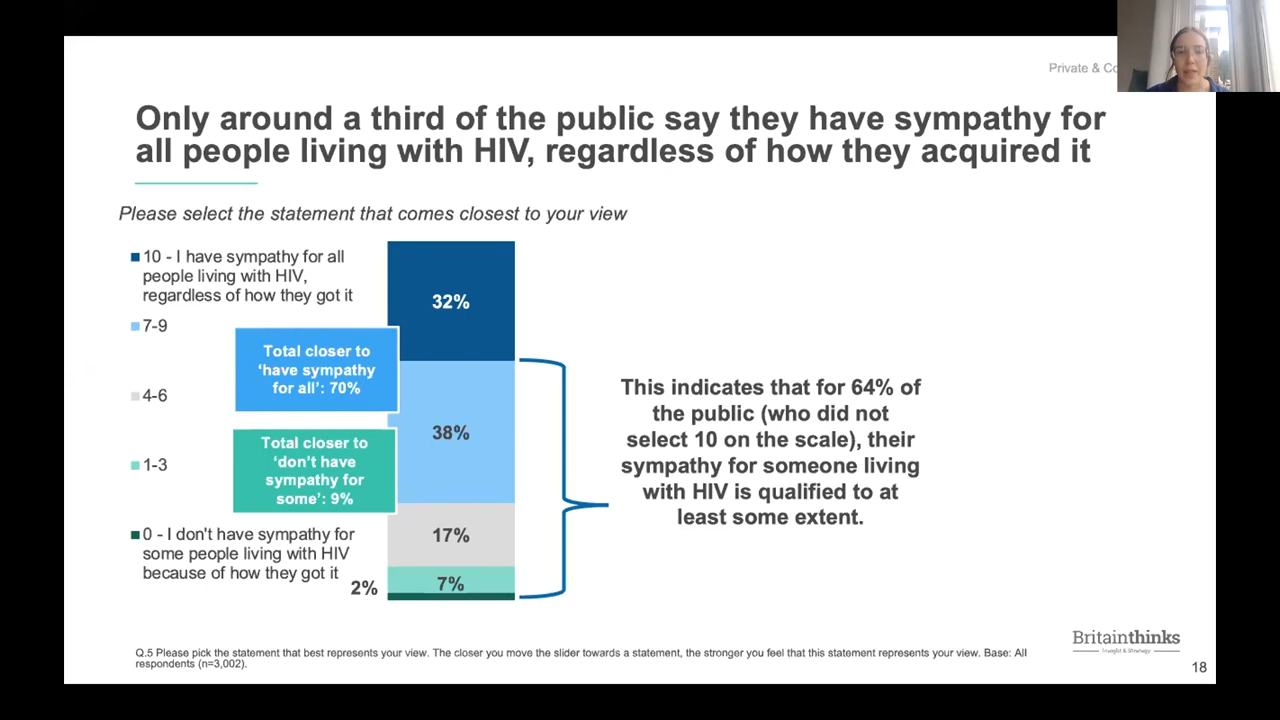 Private & Co
Only around a third of the public say they have sympathy for
all people living with HIV, regardless of how they acquired it
Please select the statement that comes closest to your view
10 - I have sympathy for all
people living with HIV,
regardless of how they got it
7-9
4-6
1-3
0 - I don't have sympathy for
some people living with HIV
because of how they got it
Total closer to
‘have sympathy
for all’: 70%
Total closer to
‘don’t have
sympathy for
some’: 9%
32%
38%
17%
7%
2%
This indicates that for 64% of
the public (who did not
select 10 on the scale), their
sympathy for someone living
with HIV is qualified to at
least some extent.
Q.5 Please pick the statement that best represents your view. The closer you move the slider towards a statement, the stronger you feel that this statement represents your view. Base: All
respondents (n=3,002).
Britainthinks
Insight & Strategy
18